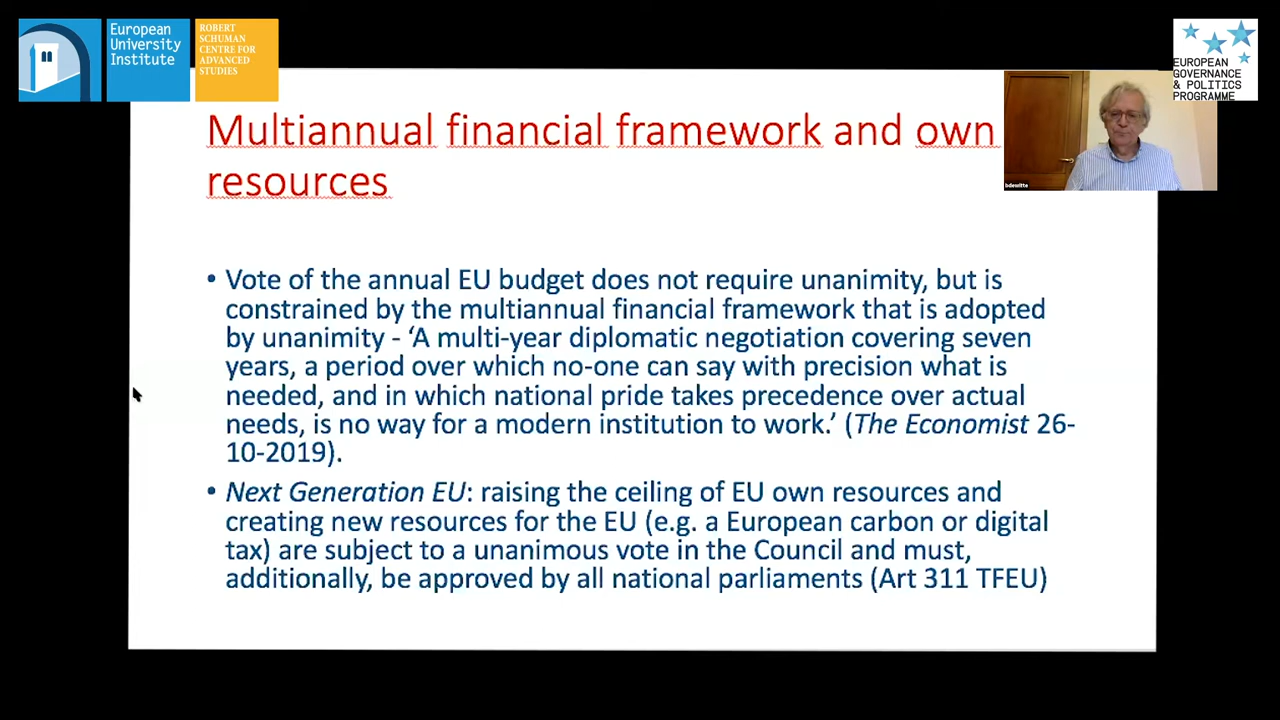 European
University
Institute
ROBERT
SCHUMAN
CENTRE FOR
ADVANCED
STUDIES
EUROPEAN
GOVERNANCE
& POLITICS
PROGRAMME
bdewitte
Multiannual financial framework and own
resources
• Vote of the annual EU budget does not require unanimity, but is
constrained by the multiannual financial framework that is adopted
by unanimity - ‘A multi-year diplomatic negotiation covering seven
years, a period over which no-one can say with precision what is
needed, and in which national pride takes precedence over actual
needs, is no way for a modern institution to work.’ (The Economist 26-
10-2019).
• Next Generation EU: raising the ceiling of EU own resources and
creating new resources for the EU (e.g. a European carbon or digital
tax) are subject to a unanimous vote in the Council and must,
additionally, be approved by all national parliaments (Art 311 TFEU)